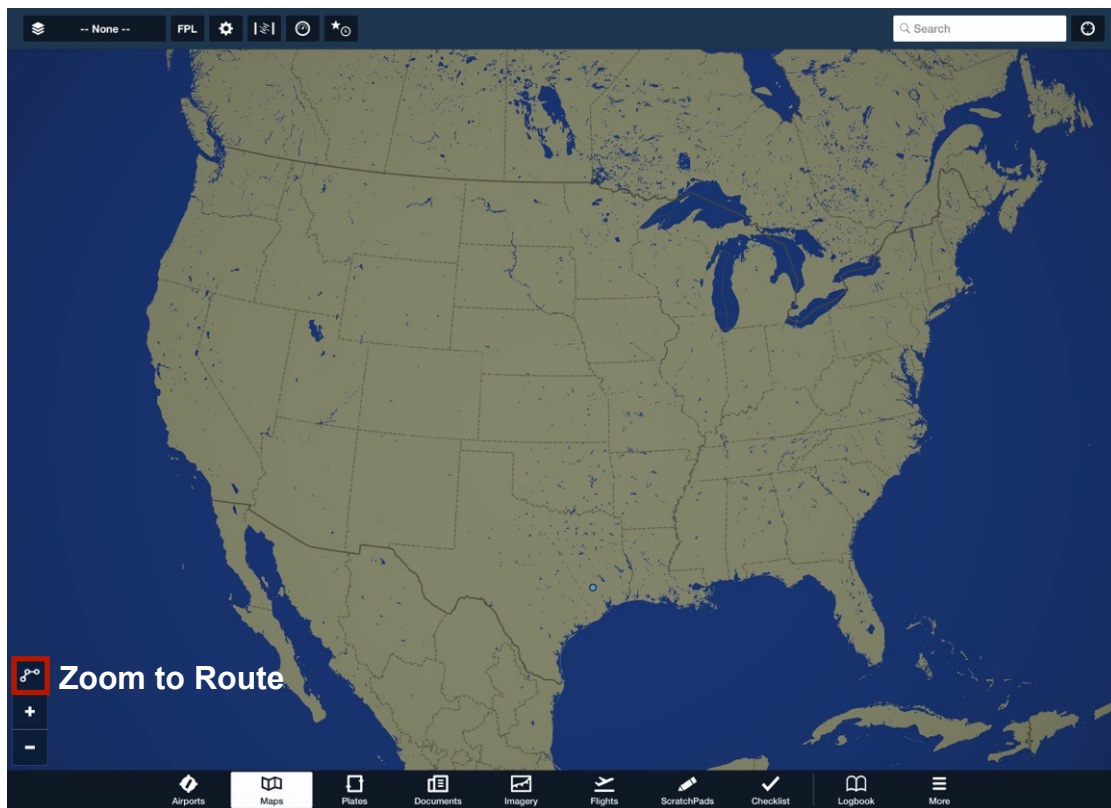 -- None --
FPL
Search
Zoom to Route
+
-
Airports
Maps
Plates
Documents
Imagery
Flights
ScratchPads
Checklist
Logbook
More